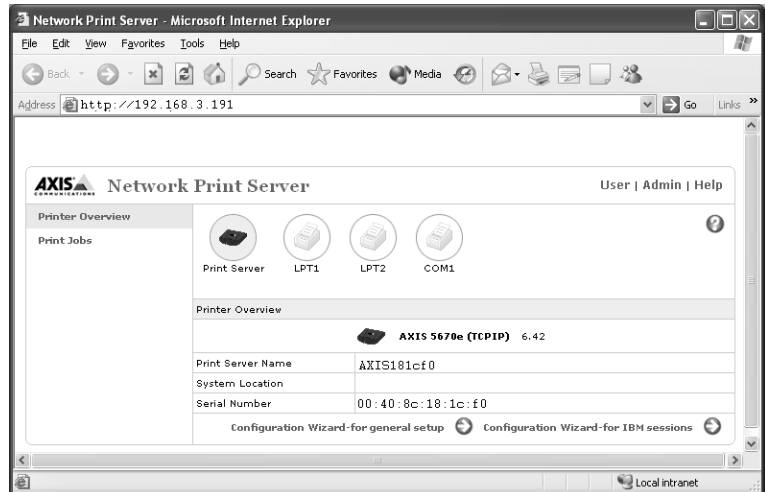 Network Print Server - Microsoft Internet Explorer
File Edit View Favorites Tools Help
Back Search Favorites Media
Address http://192.168.3.191 Go Links »
AXIS COMMUNICATIONS Network Print Server User | Admin | Help
Printer Overview
Print Jobs
Print Server LPT1 LPT2 COM1
Printer Overview
AXIS 5670e (TCPIP) 6.42
Print Server Name AXIS181cf0
System Location
Serial Number 00:40:8c:18:1c:f0
Configuration Wizard-for general setup Configuration Wizard-for IBM sessions
Local intranet